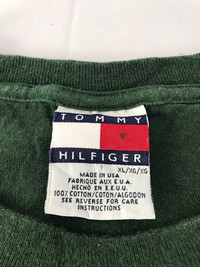 TOMMY
HILFIGER
XL/XG/XG
MADE IN USA
FABRIQUE AUX E.U.A.
HECHO EN E.E.U.U.
100% COTTON/COTON/ALGODON
SEE REVERSE FOR CARE
INSTRUCTIONS